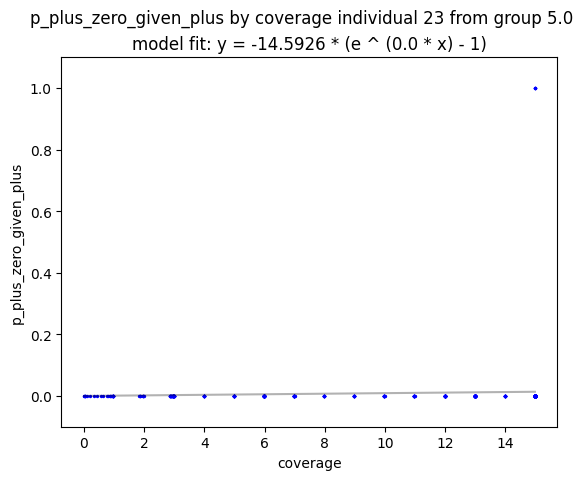 p_plus_zero_given_plus by coverage individual 23 from group 5.0
model fit: y = -14.5926 * (e ^ (0.0 * x) - 1)
p_plus_zero_given_plus
1.0
0.8
0.6
0.4
0.2
0.0
0 2 4 6 8 10 12 14
coverage